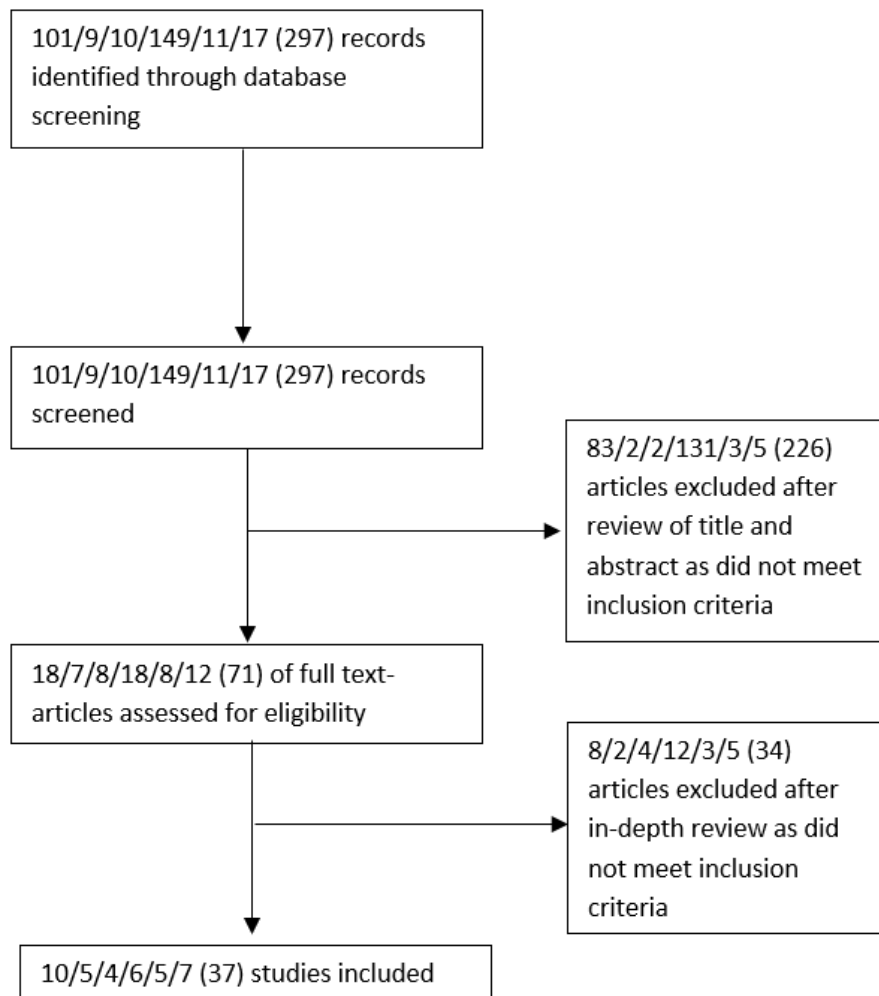 101/9/10/149/11/17 (297) records
identified through database
screening
101/9/10/149/11/17 (297) records
screened
83/2/2/131/3/5 (226)
articles excluded after
review of title and
abstract as did not meet
inclusion criteria
18/7/8/18/8/12 (71) of full text-
articles assessed for eligibility
8/2/4/12/3/5 (34)
articles excluded after
in-depth review as did
not meet inclusion
criteria
10/5/4/6/5/7 (37) studies included